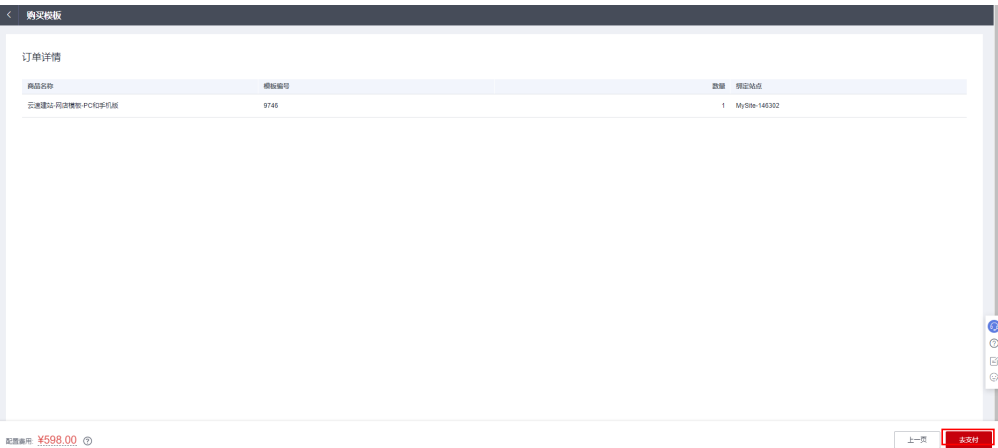 购买模板
订单详情
商品名称 模板编号 数量 绑定站点
云速建站-网店模板-PC和手机版 9746 1 MySite-146302
配置费用: ¥598.00
上一页 去支付